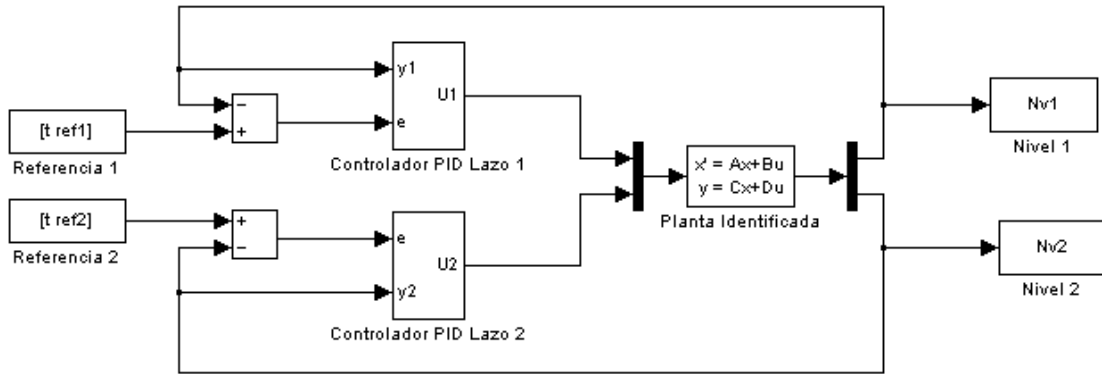 [t ref1]
Referencia 1
−
+
y1
e
U1
Controlador PID Lazo 1
[t ref2]
Referencia 2
+
−
e
y2
U2
Controlador PID Lazo 2
x' = Ax+Bu
y = Cx+Du
Planta Identificada
Nv1
Nivel 1
Nv2
Nivel 2